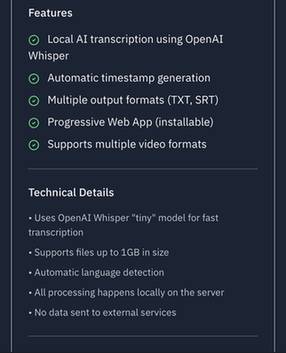 Features
Local AI transcription using OpenAI
Whisper
Automatic timestamp generation
Multiple output formats (TXT, SRT)
Progressive Web App (installable)
Supports multiple video formats
Technical Details
• Uses OpenAI Whisper "tiny" model for fast
transcription
• Supports files up to 1GB in size
• Automatic language detection
• All processing happens locally on the server
• No data sent to external services